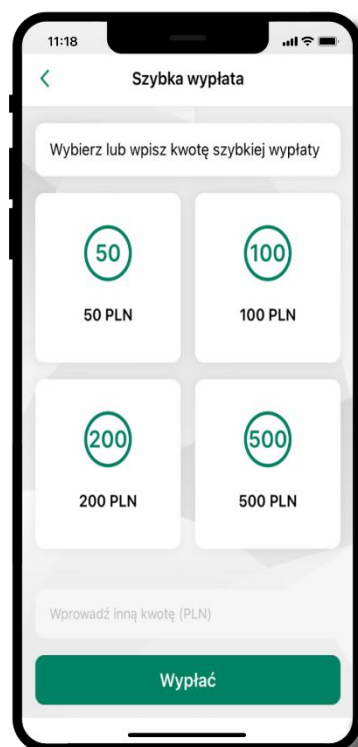 11:18
Szybka wypłata
Wybierz lub wpisz kwotę szybkiej wypłaty
50
100
50 PLN
100 PLN
200
500
200 PLN
500 PLN
Wprowadź inną kwotę (PLN)
Wypłać